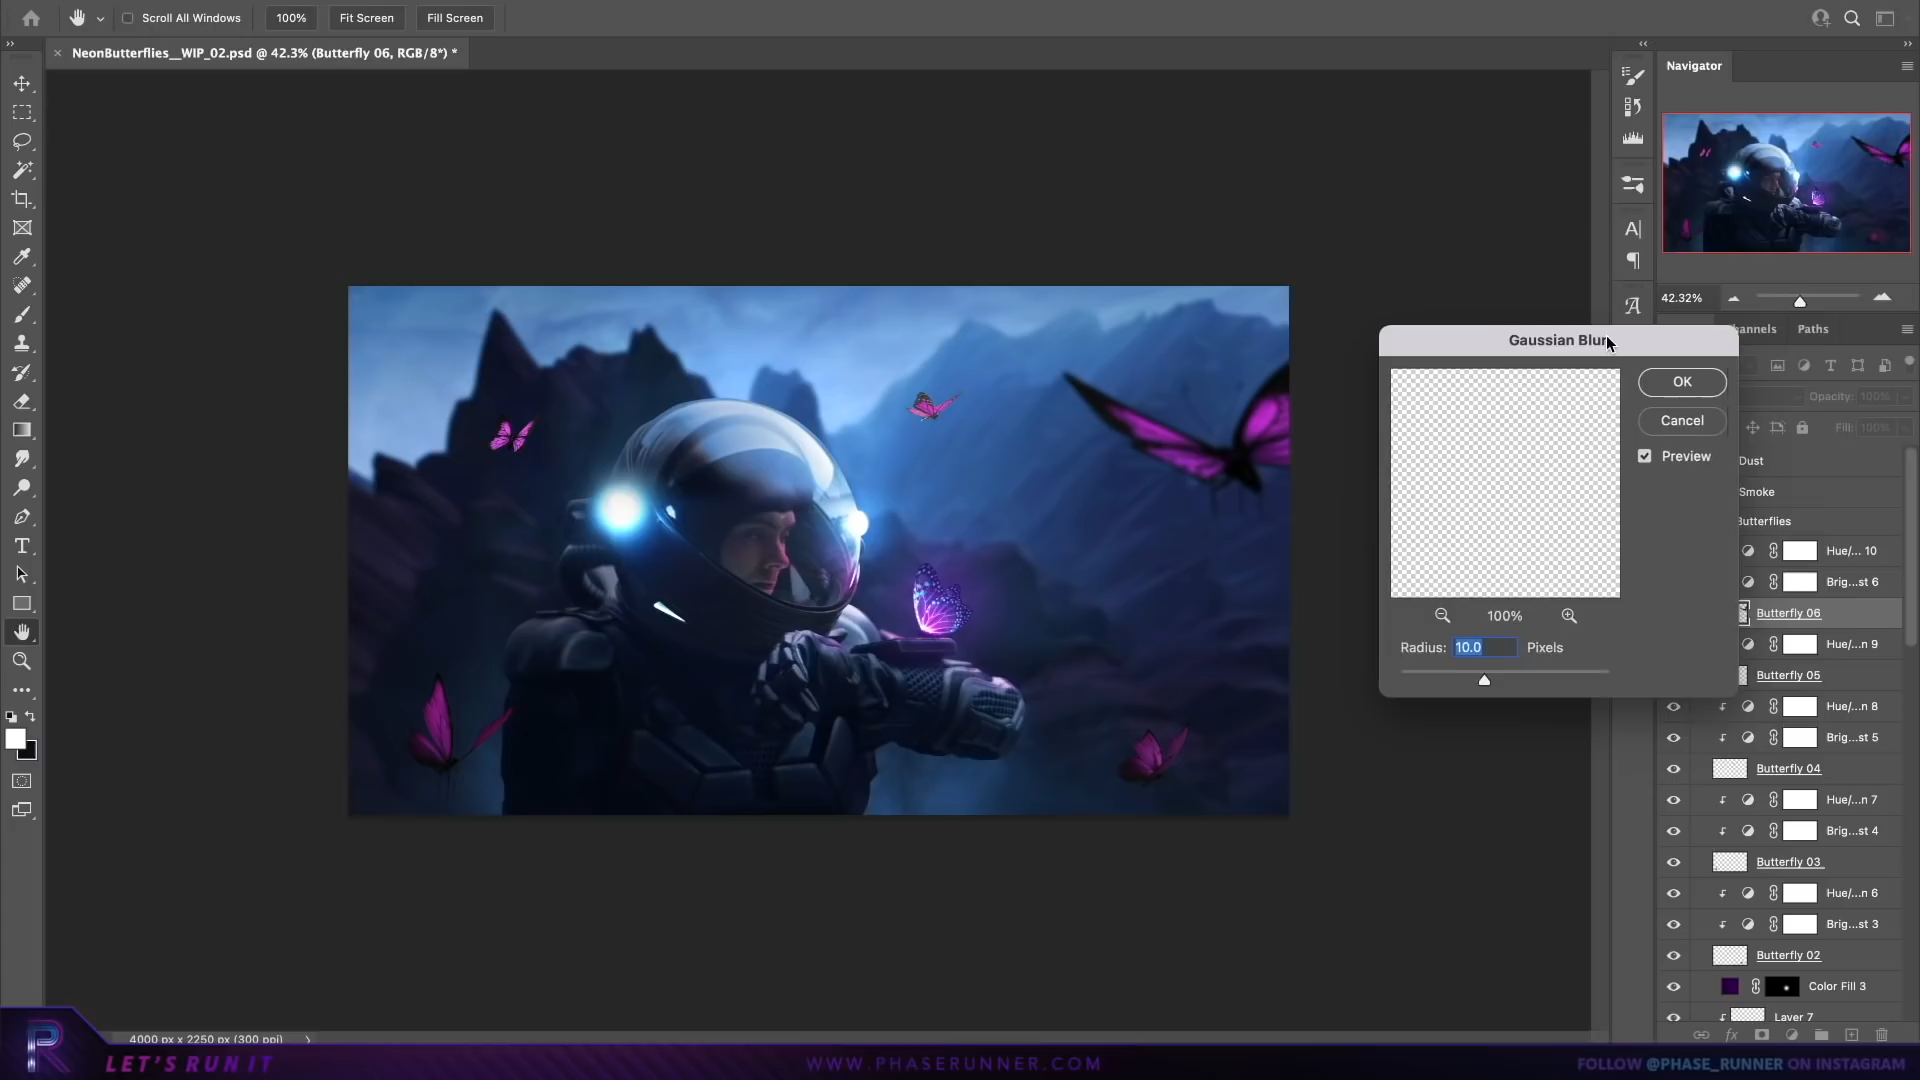 Scroll All Windows
100%
Fit Screen
Fill Screen
NeonButterflies__WIP_02.psd @ 42.3% (Butterfly 06, RGB/8*) *
Navigator
42.32%
Gaussian Blur
OK
Cancel
Preview
100%
Radius: 10.0 Pixels
hannels
Paths
Opacity: 100%
Fill: 100%
Dust
Smoke
Butterflies
Hue/... 10
Brig...st 6
Butterfly 06
Hue/...n 9
Butterfly 05
Hue/...n 8
Brig...st 5
Butterfly 04
Hue/...n 7
Brig...st 4
Butterfly 03
Hue/...n 6
Brig...st 3
Butterfly 02
Color Fill 3
Layer 7
4000 px x 2250 px (300 ppi)
R
LET'S RUN IT
WWW.PHASERUNNER.COM
FOLLOW @PHASE_RUNNER ON INSTAGRAM